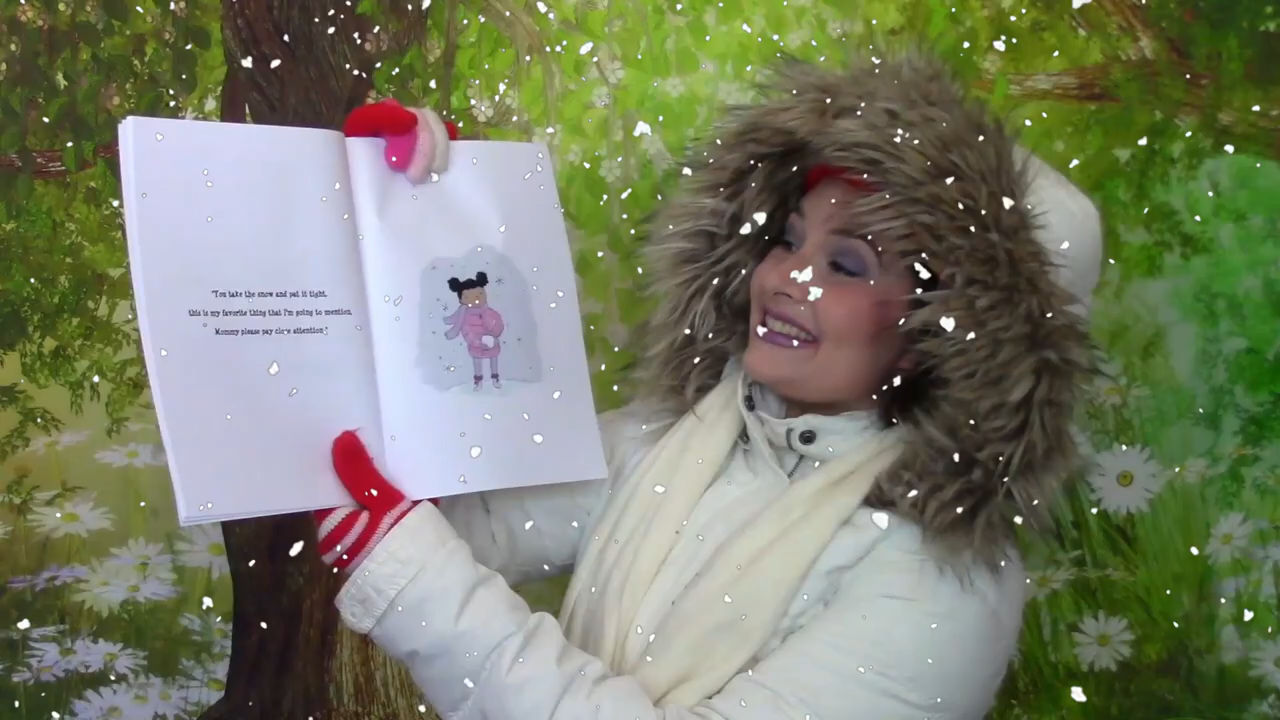 "You take the snow and pat it tight,
this is my favorite thing that I'm going to mention,
Mommy please pay close attention."